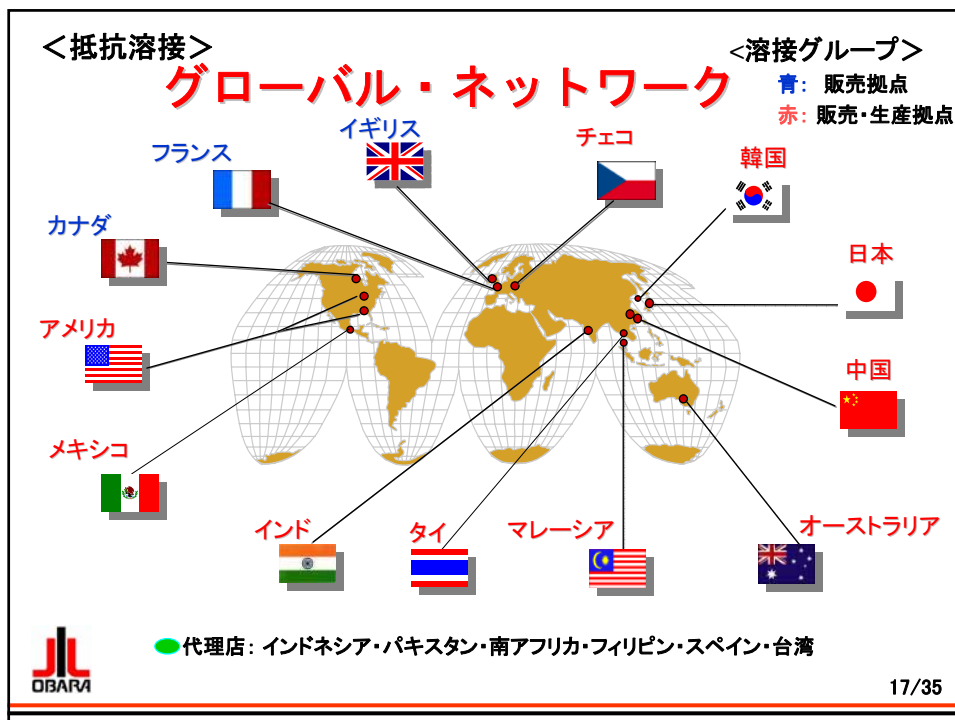 ＜抵抗溶接＞
<溶接グループ＞
グローバル・ネットワーク
青： 販売拠点
赤： 販売・生産拠点
イギリス
チェコ
フランス
韓国
カナダ
日本
アメリカ
中国
メキシコ
インド
タイ
マレーシア
オーストラリア
代理店： インドネシア・パキスタン・南アフリカ・フィリピン・スペイン・台湾
OBARA
17/35